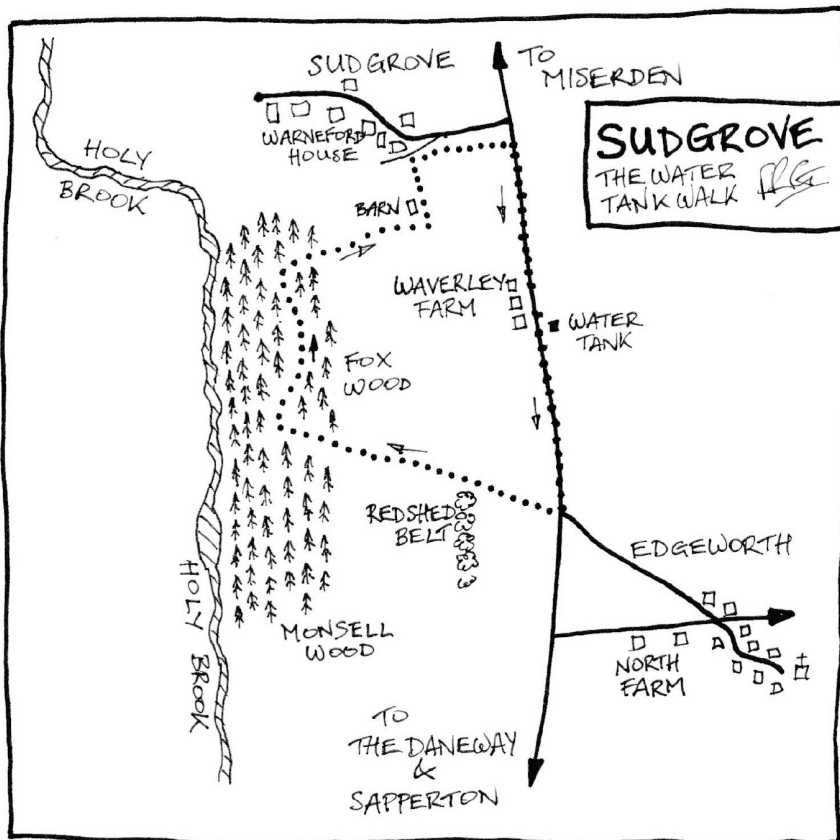 SUDGROVE
TO
MISERDEN
SUDGROVE
THE WATER
TANK WALK
HOLY
BROOK
WARNEFORD
HOUSE
BARN
WAVERLEY
FARM
WATER
TANK
FOX
WOOD
REDSHED
BELT
EDGEWORTH
HOLY BROOK
MONSELL
WOOD
NORTH
FARM
TO
THE DANEWAY
&
SAPPERTON